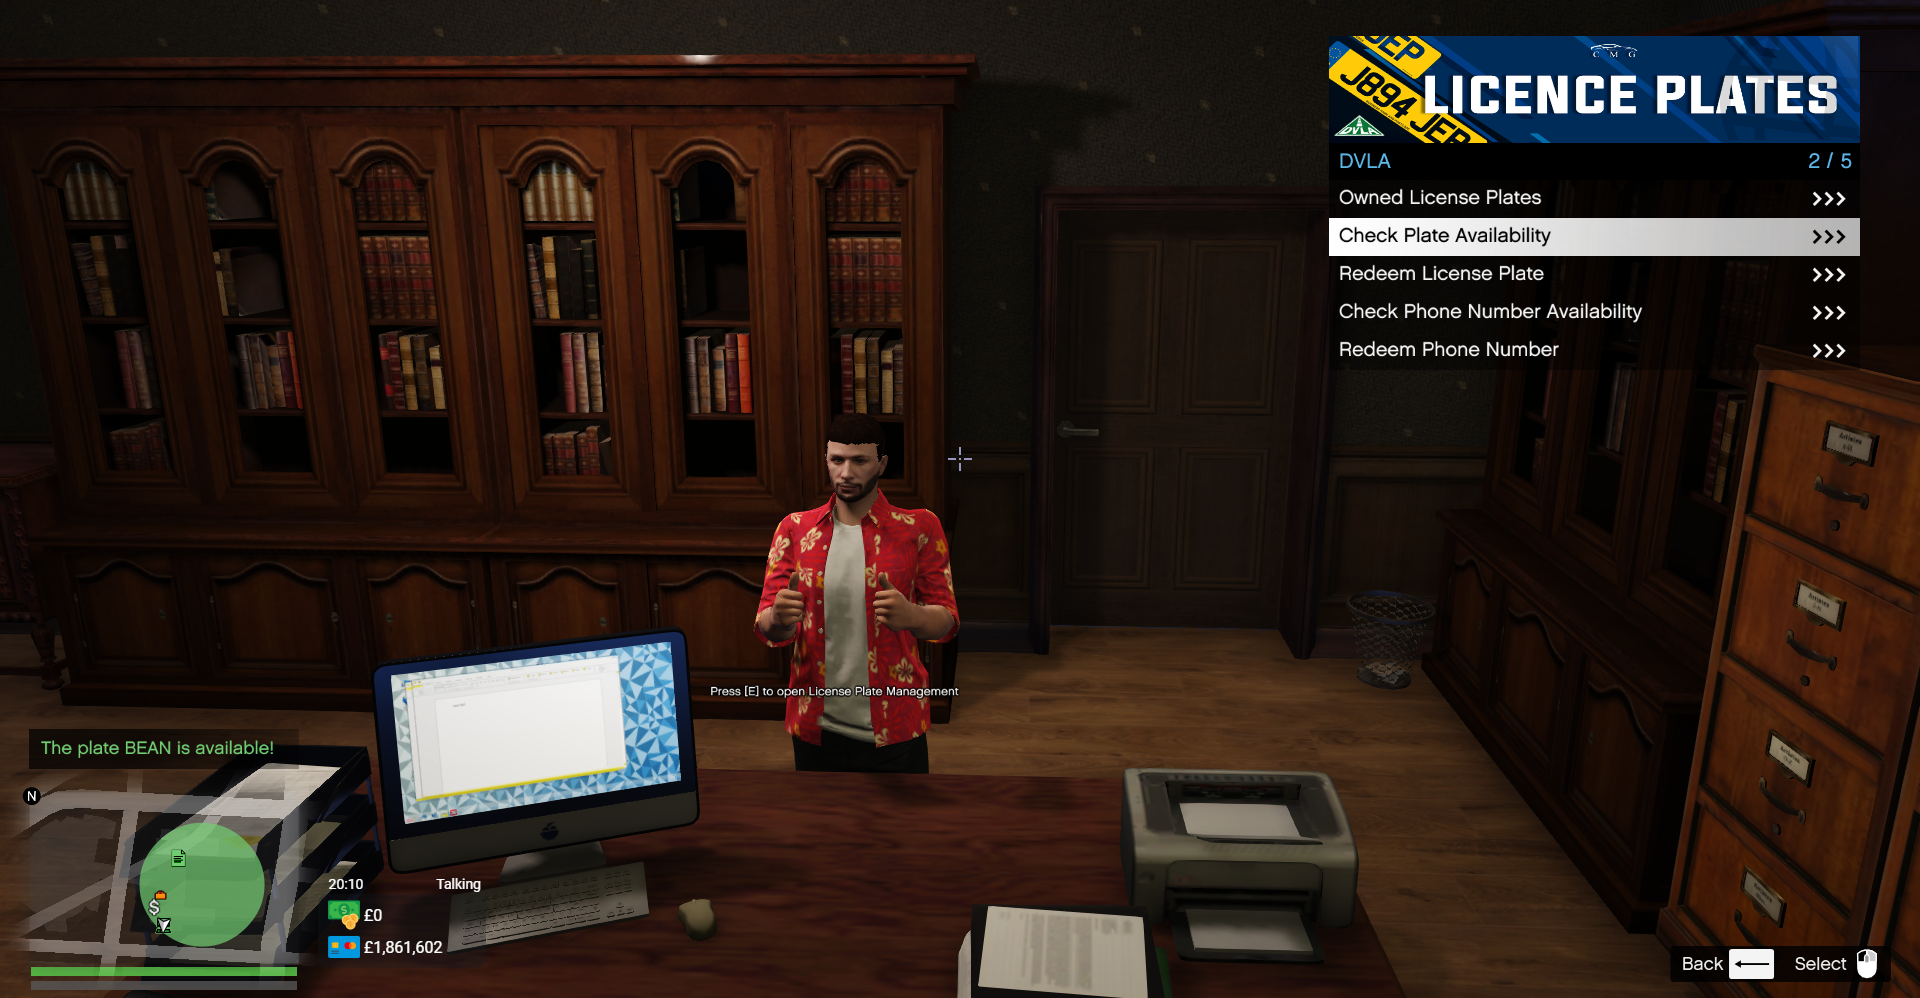 JEP
J894 JEP
DVLA
C M G
LICENCE PLATES
DVLA 2 / 5
Owned License Plates >>>
Check Plate Availability >>>
Redeem License Plate >>>
Check Phone Number Availability >>>
Redeem Phone Number >>>
Press [E] to open License Plate Management
The plate BEAN is available!
N
20:10 Talking
£0
£1,861,602
Back Select